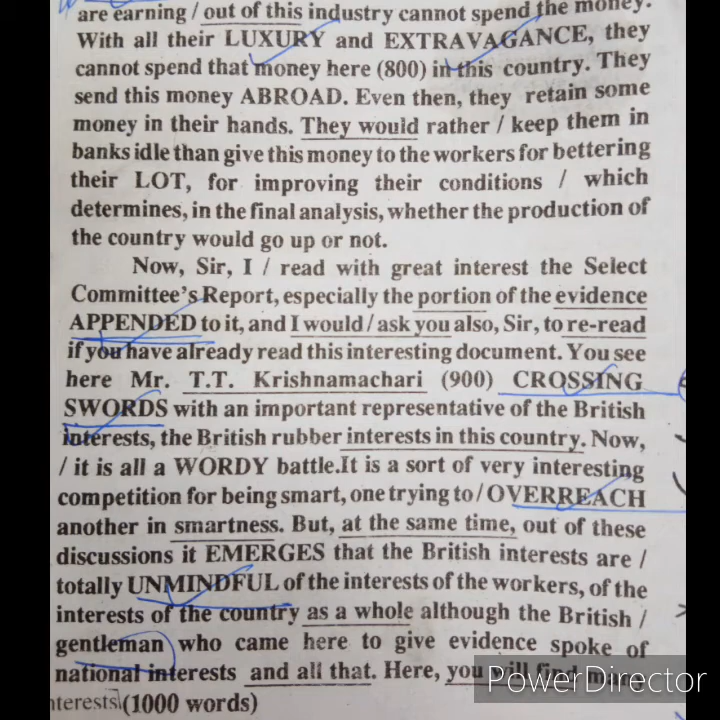 are earning / out of this industry cannot spend the money.
With all their LUXURY and EXTRAVAGANCE, they
cannot spend that money here (800) in this country. They
send this money ABROAD. Even then, they retain some
money in their hands. They would rather / keep them in
banks idle than give this money to the workers for bettering
their LOT, for improving their conditions / which
determines, in the final analysis, whether the production of
the country would go up or not.
Now, Sir, I / read with great interest the Select
Committee's Report, especially the portion of the evidence
APPENDED to it, and I would / ask you also, Sir, to re-read
if you have already read this interesting document. You see
here Mr. T.T. Krishnamachari (900) CROSSING
SWORDS with an important representative of the British
interests, the British rubber interests in this country. Now,
/ it is all a WORDY battle.It is a sort of very interesting
competition for being smart, one trying to / OVERREACH
another in smartness. But, at the same time, out of these
discussions it EMERGES that the British interests are /
totally UNMINDFUL of the interests of the workers, of the
interests of the country as a whole although the British /
gentleman who came here to give evidence spoke of
national interests and all that. Here, you will find many
nterests (1000 words)
PowerDirector